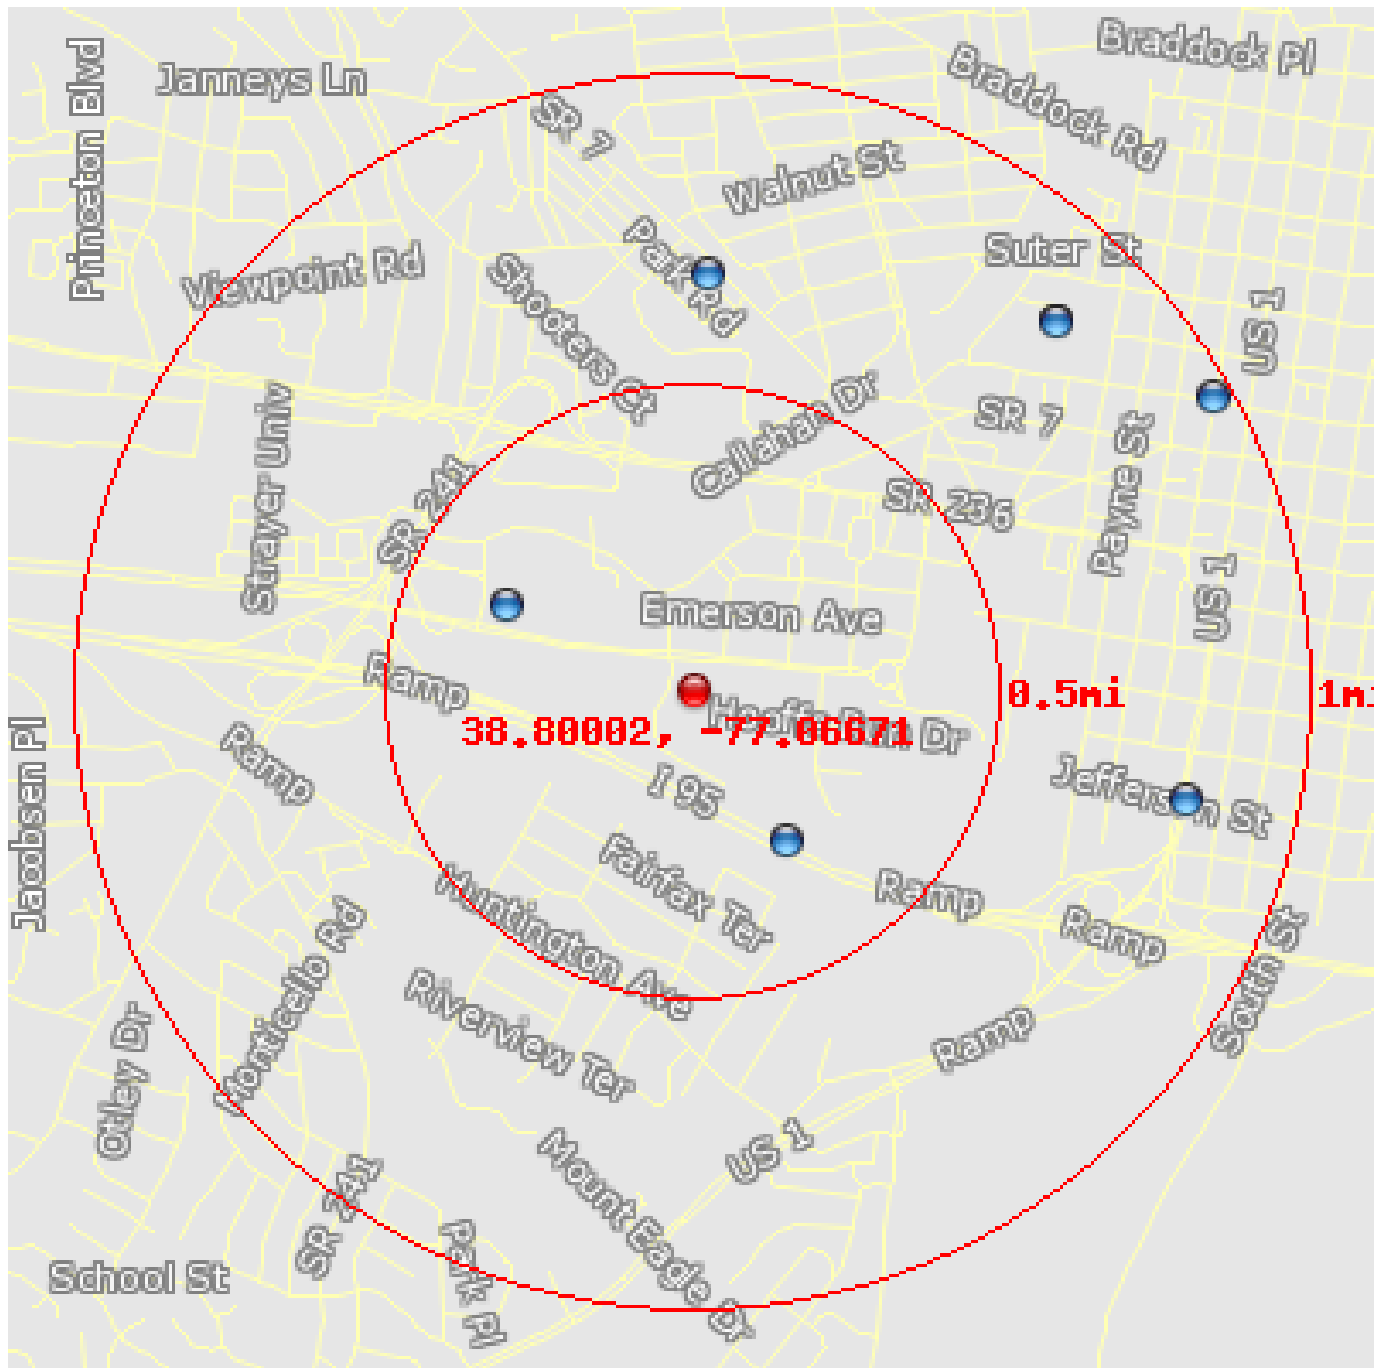 Braddock Pl
Janneys Ln
Princeton Blvd
Braddock Rd
SR 7
Walnut St
Park Rd
Suter St
Viewpoint Rd
Shooters Ct
US 1
Callahan Dr
SR 7
Strayer Univ
SR 241
Payne St
SR 236
US 1
Emerson Ave
Ramp
0.5mi
1mi
Dr
38.80002, -77.06671
Ramp
I 95
Jefferson St
Jacobsen Pl
Fairfax Ter
Huntington Ave
Ramp
Ramp
South St
Monticello Rd
Riverview Ter
Ramp
Otley Dr
US 1
Mount Eagle Dr
SR 241
Park Pl
School St